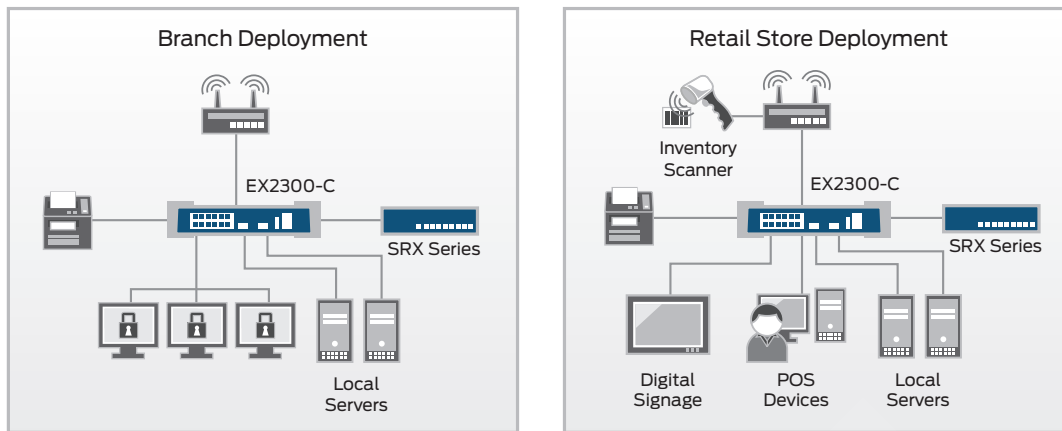 Branch Deployment
EX2300-C
SRX Series
Local
Servers
Retail Store Deployment
Inventory
Scanner
EX2300-C
SRX Series
Digital
Signage
POS
Devices
Local
Servers